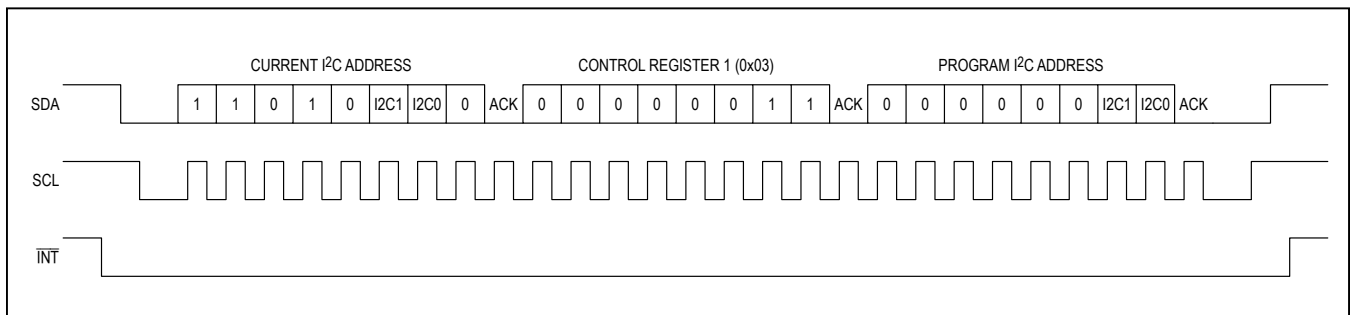 CURRENT I2C ADDRESS CONTROL REGISTER 1 (0x03) PROGRAM I2C ADDRESS
SDA 1 1 0 1 0 I2C1 I2C0 0 ACK 0 0 0 0 0 0 1 1 ACK 0 0 0 0 0 0 I2C1 I2C0 ACK
SCL
INT